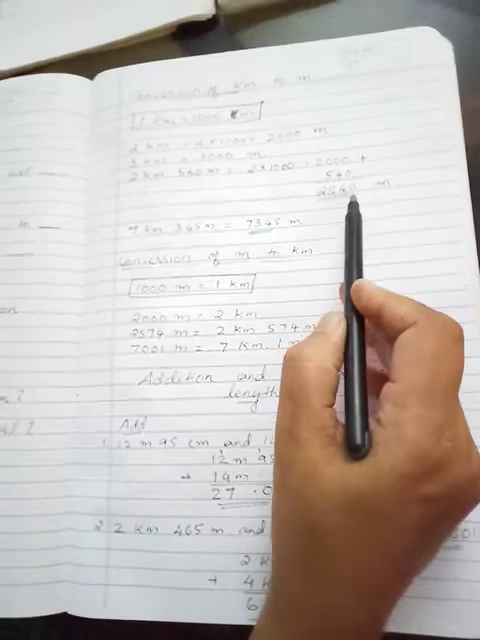 Conversion of km to m
1 km = 1000 m
2 km = 2×1000 = 2000 m
3 km = 3000 m
2 km 540 m = 2×1000 = 2000 +
540
2540 m
7 km 345 m = 7345 m
Conversion of m to km
1000 m = 1 km
2000 m = 2 km
2574 m = 2 km 574 m
7001 m = 7 km. 1 m
Addition and
length
Add
1. 12 m 95 cm and
12 m 95
+ 14 m
27 . 0
2 2 km 465 m and
2 k
+ 4 k
6